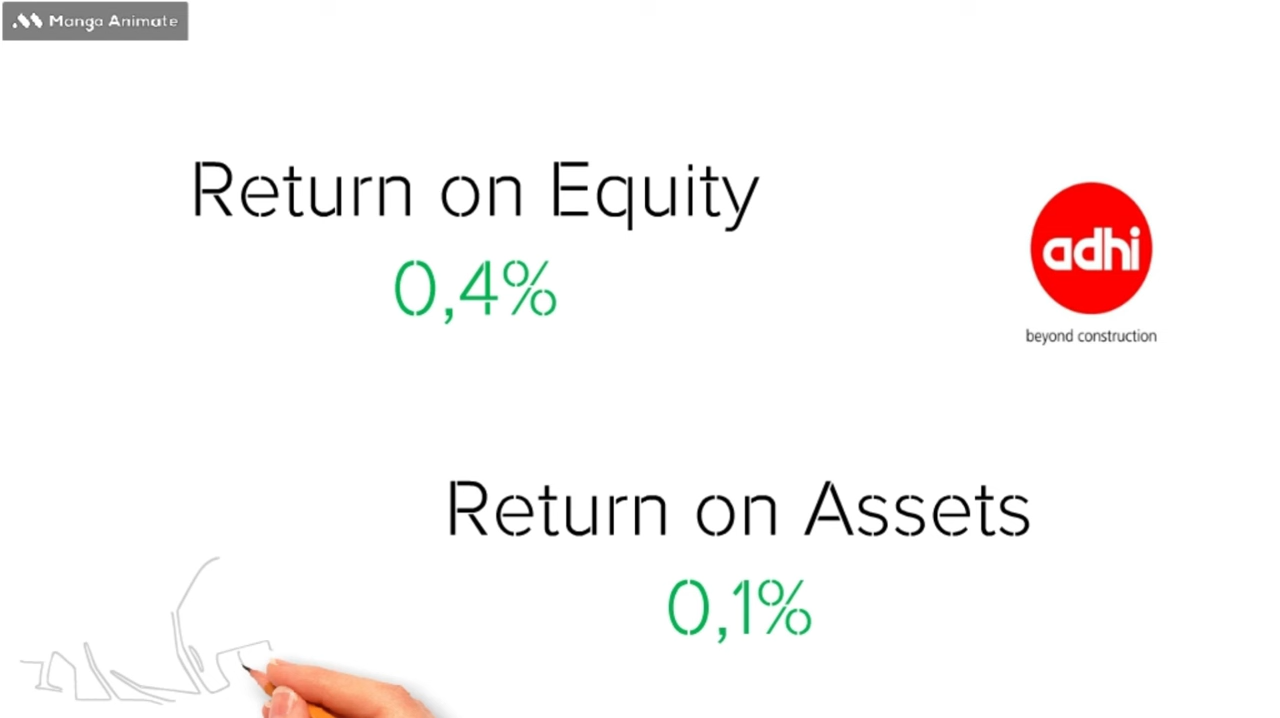 Manga Animate
Return on Equity
0,4%
adhi
beyond construction
Return on Assets
0,1%